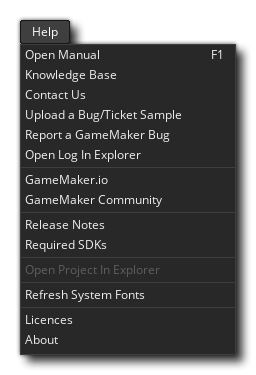 Help
Open Manual F1
Knowledge Base
Contact Us
Upload a Bug/Ticket Sample
Report a GameMaker Bug
Open Log In Explorer
GameMaker.io
GameMaker Community
Release Notes
Required SDKs
Open Project In Explorer
Refresh System Fonts
Licences
About